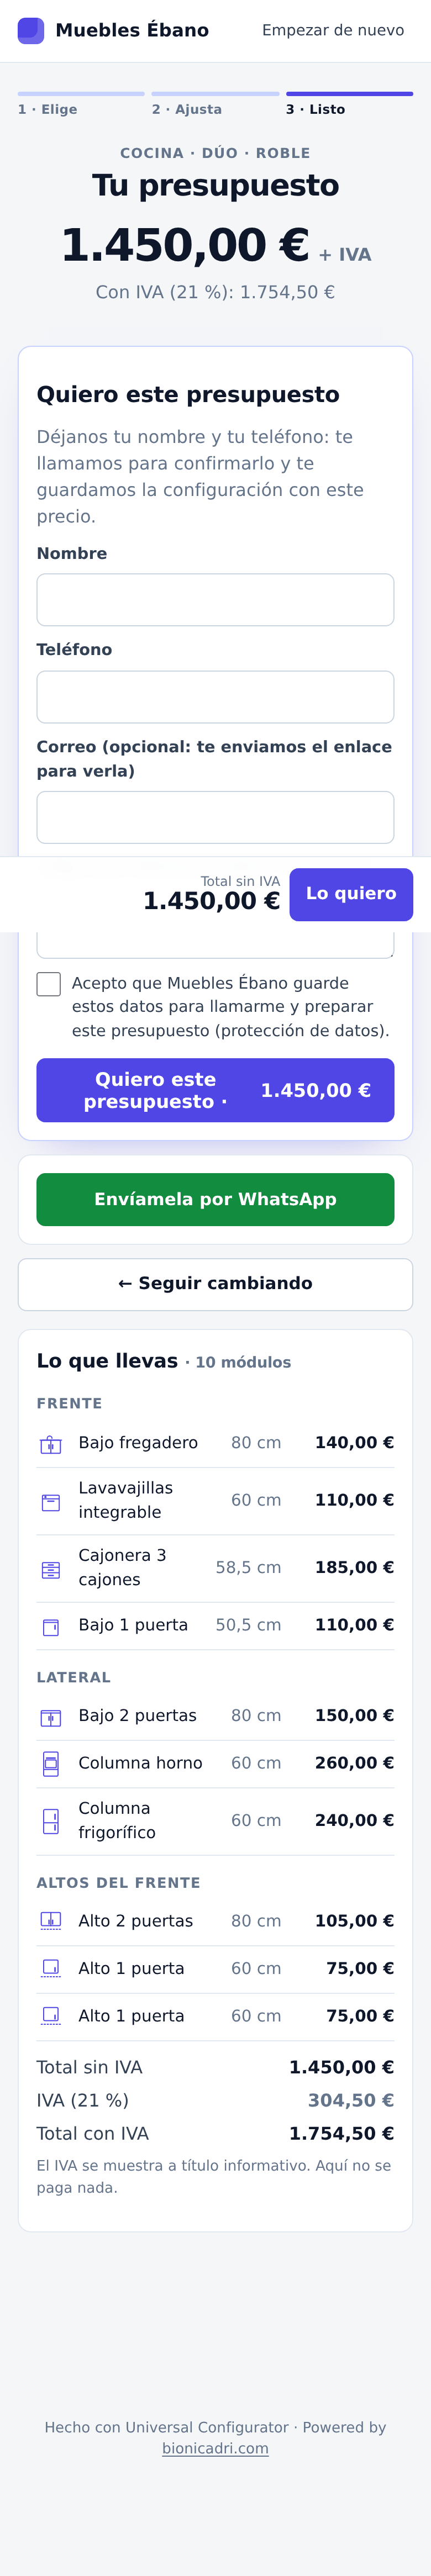 Muebles Ébano
Empezar de nuevo
1 · Elige
2 · Ajusta
3 · Listo
COCINA · DÚO · ROBLE
Tu presupuesto
1.450,00 € + IVA
Con IVA (21 %): 1.754,50 €
Quiero este presupuesto
Déjanos tu nombre y tu teléfono: te
llamamos para confirmarlo y te
guardamos la configuración con este
precio.
Nombre
Teléfono
Correo (opcional: te enviamos el enlace
para verla)
Total sin IVA
1.450,00 €
Lo quiero
Acepto que Muebles Ébano guarde
estos datos para llamarme y preparar
este presupuesto (protección de datos).
Quiero este
presupuesto ·
1.450,00 €
Envíamela por WhatsApp
← Seguir cambiando
Lo que llevas · 10 módulos
FRENTE
Bajo fregadero 80 cm 140,00 €
Lavavajillas
integrable 60 cm 110,00 €
Cajonera 3
cajones 58,5 cm 185,00 €
Bajo 1 puerta 50,5 cm 110,00 €
LATERAL
Bajo 2 puertas 80 cm 150,00 €
Columna horno 60 cm 260,00 €
Columna
frigorífico 60 cm 240,00 €
ALTOS DEL FRENTE
Alto 2 puertas 80 cm 105,00 €
Alto 1 puerta 60 cm 75,00 €
Alto 1 puerta 60 cm 75,00 €
Total sin IVA 1.450,00 €
IVA (21 %) 304,50 €
Total con IVA 1.754,50 €
El IVA se muestra a título informativo. Aquí no se
paga nada.
Hecho con Universal Configurator · Powered by
bionicadri.com